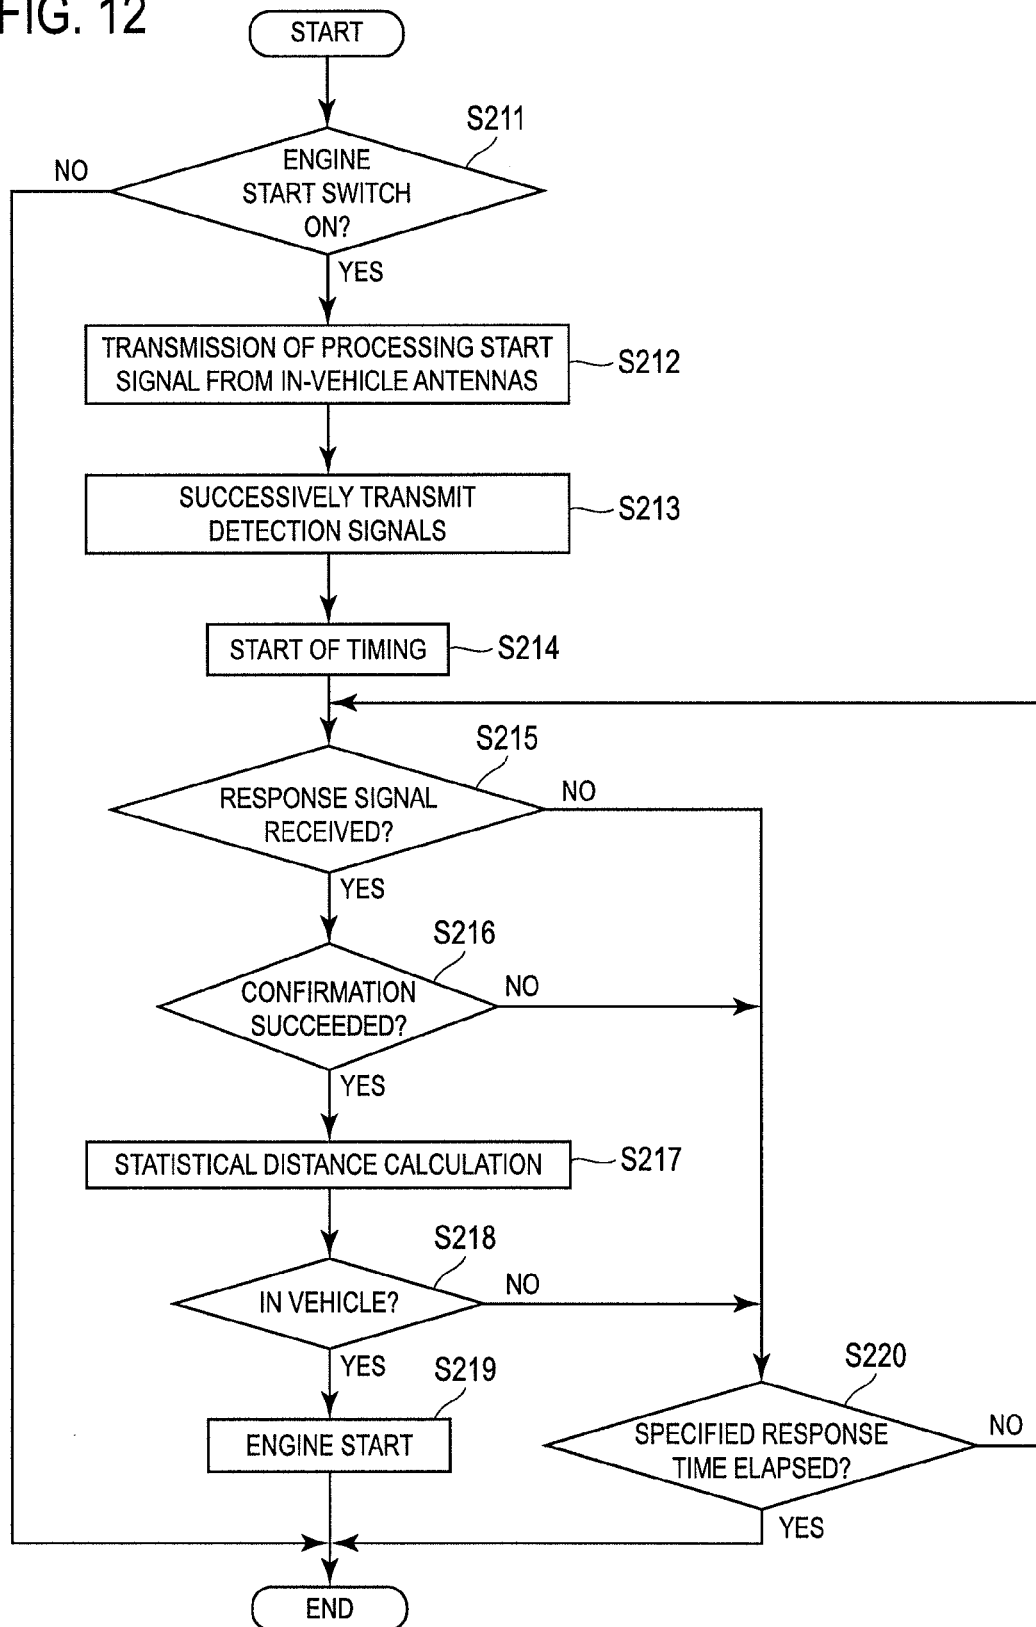 FIG. 12
START
S211
ENGINE
START SWITCH
ON?
NO
YES
TRANSMISSION OF PROCESSING START
SIGNAL FROM IN-VEHICLE ANTENNAS
S212
SUCCESSIVELY TRANSMIT
DETECTION SIGNALS
S213
START OF TIMING
S214
S215
RESPONSE SIGNAL
RECEIVED?
NO
YES
S216
CONFIRMATION
SUCCEEDED?
NO
YES
STATISTICAL DISTANCE CALCULATION
S217
S218
IN VEHICLE?
NO
YES
S219
ENGINE START
S220
SPECIFIED RESPONSE
TIME ELAPSED?
NO
YES
END